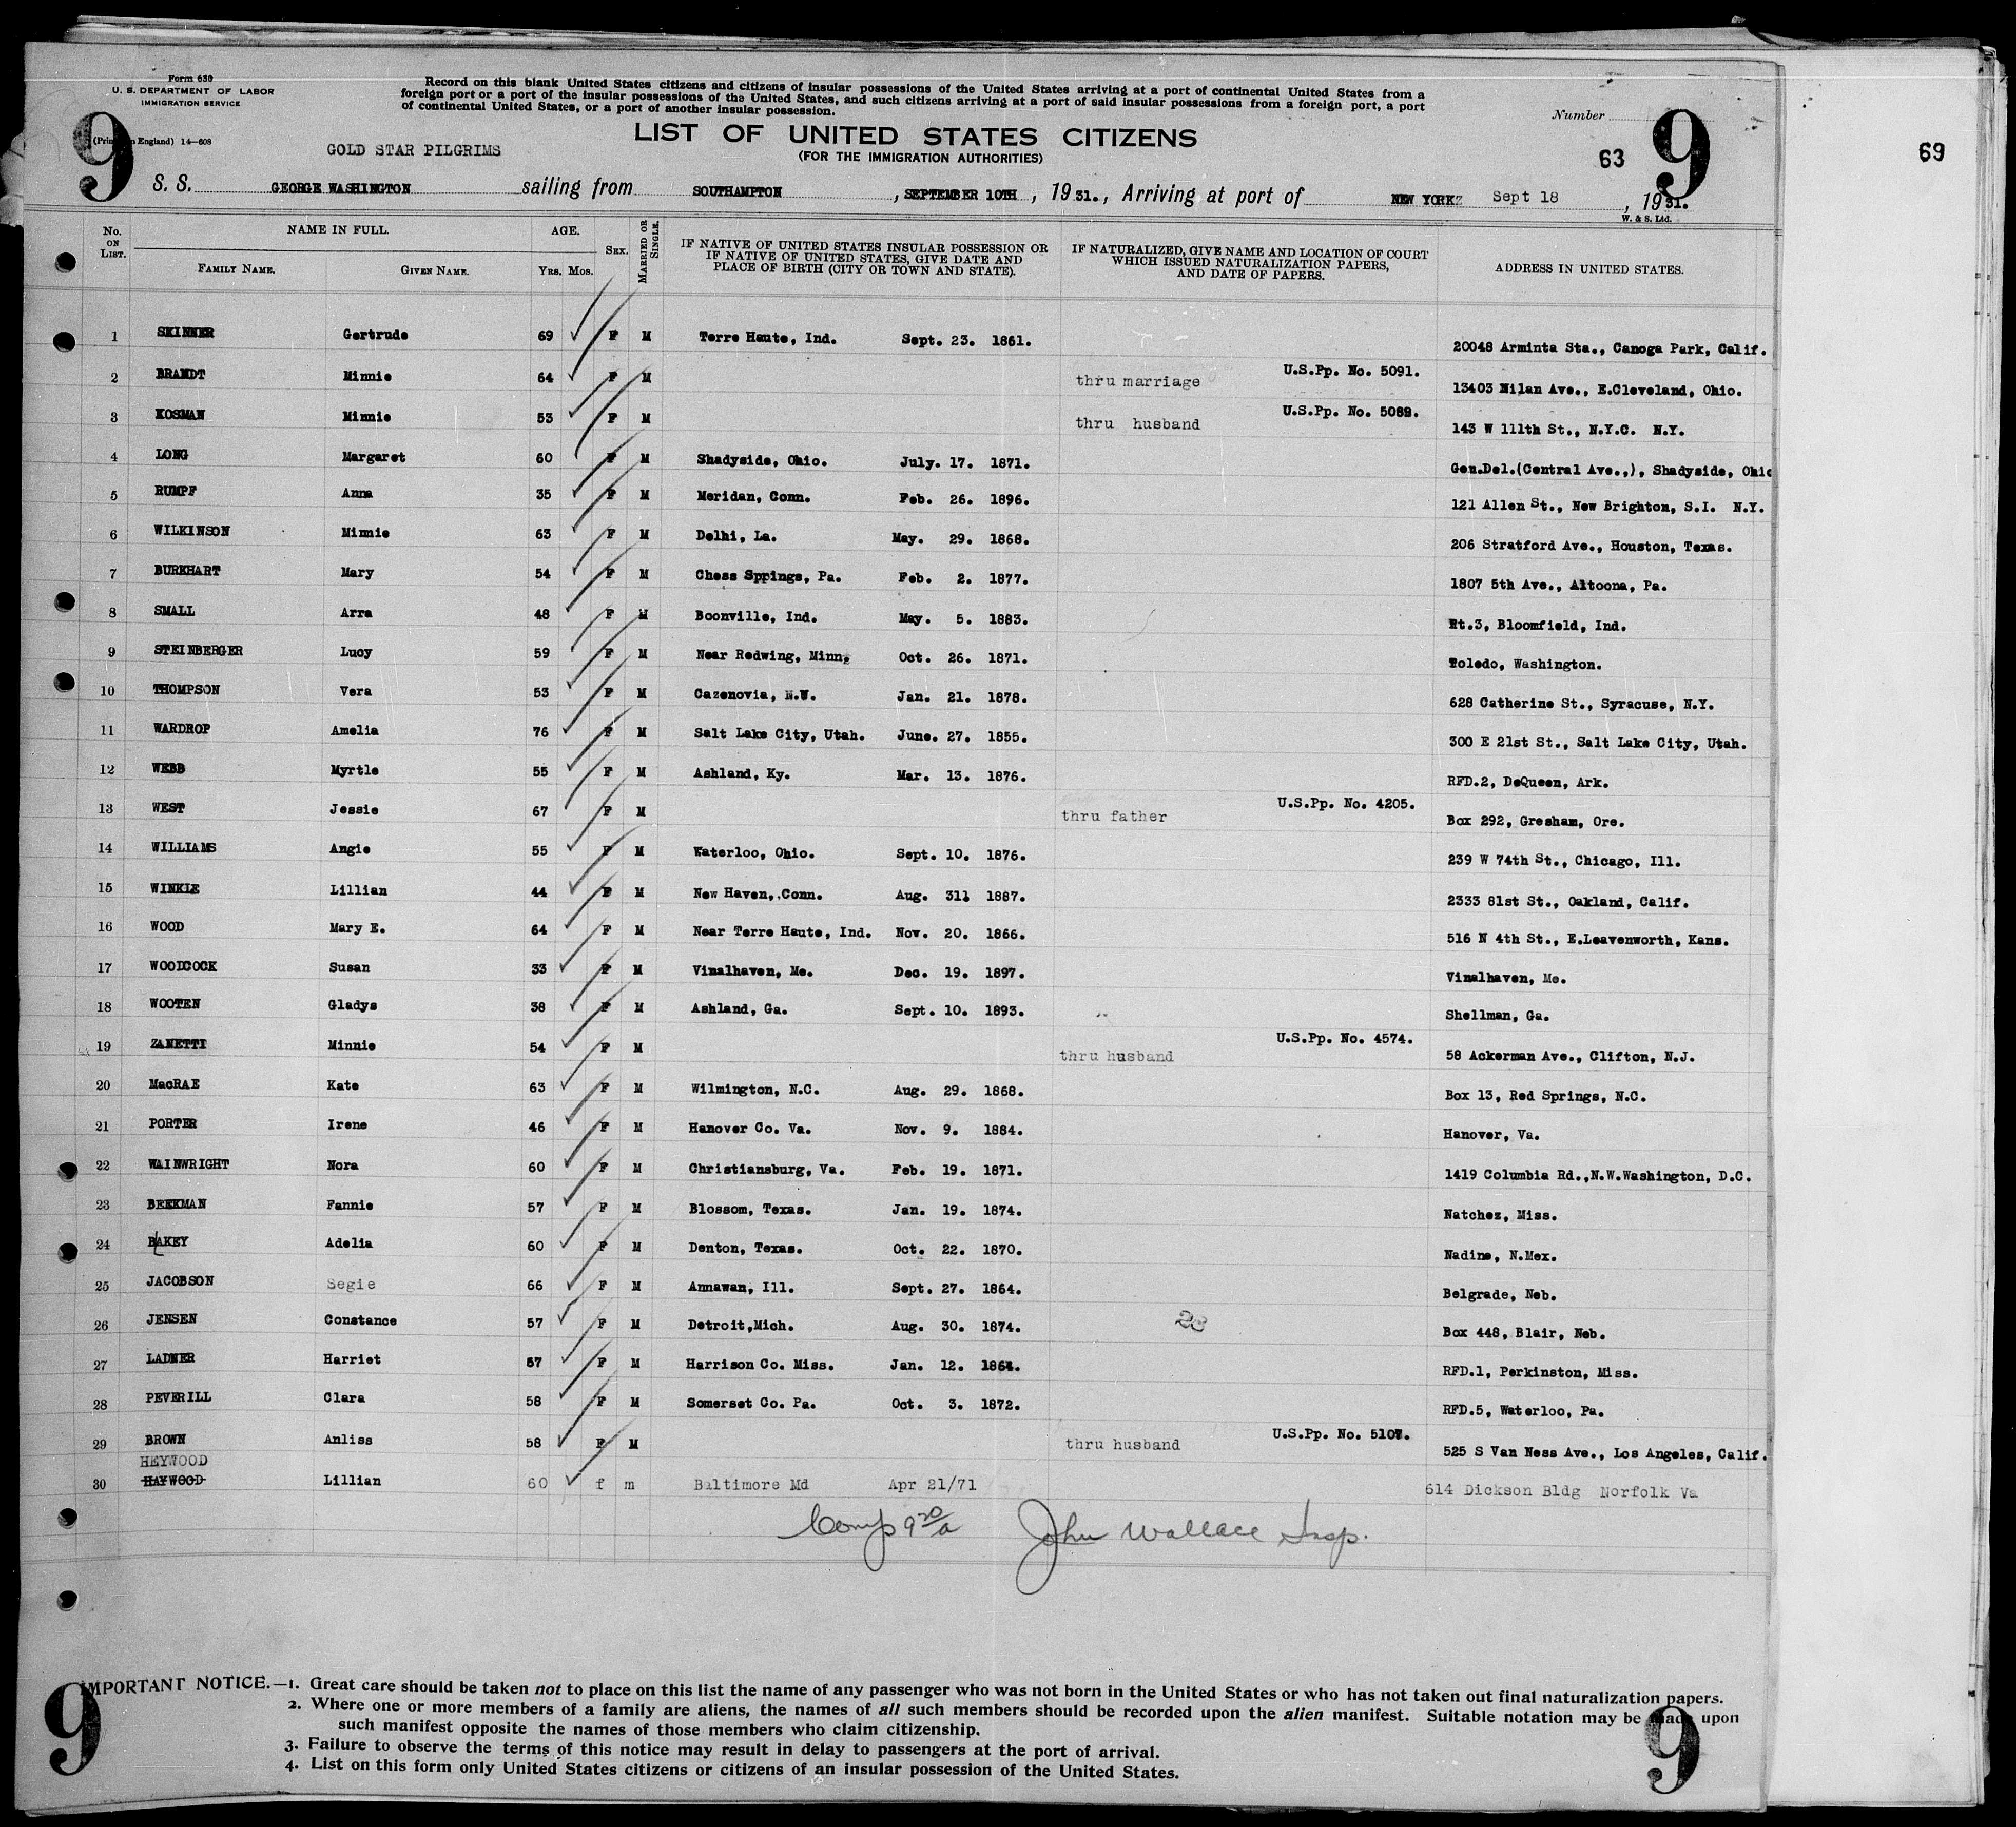 Form 630
U. S. DEPARTMENT OF LABOR
IMMIGRATION SERVICE
Record on this blank United States citizens and citizens of insular possessions of the United States arriving at a port of continental United States from a
foreign port or a port of the insular possessions of the United States, and such citizens arriving at a port of said insular possessions from a foreign port, a port
of continental United States, or a port of another insular possession.
9 England) 14—608
Number 9
LIST OF UNITED STATES CITIZENS
(FOR THE IMMIGRATION AUTHORITIES)
GOLD STAR PILGRIMS
63
69
S. S. GEORGE WASHINGTON sailing from SOUTHAMPTON, SEPTEMBER 10TH, 1931., Arriving at port of NEW YORK Sept 18, 1931.
W. & S. Ltd.
No. ON LIST. NAME IN FULL. FAMILY NAME. GIVEN NAME. AGE. YRS. MOS. SEX. MARRIED OR SINGLE. IF NATIVE OF UNITED STATES INSULAR POSSESSION OR IF NATIVE OF UNITED STATES, GIVE DATE AND PLACE OF BIRTH (CITY OR TOWN AND STATE). IF NATURALIZED, GIVE NAME AND LOCATION OF COURT WHICH ISSUED NATURALIZATION PAPERS, AND DATE OF PAPERS. ADDRESS IN UNITED STATES.
1 SKINNER Gertrude 69 F M Terre Haute, Ind. Sept. 23. 1861. 20048 Arminta Sta., Canoga Park, Calif.
2 BRANDT Minnie 64 F M thru marriage U.S.Pp. No. 5091. 13403 Milan Ave., E.Cleveland, Ohio.
3 KOSMAN Minnie 53 F M thru husband U.S.Pp. No. 5089. 143 W 111th St., N.Y.C. N.Y.
4 LONG Margaret 60 F M Shadyside, Ohio. July. 17. 1871. Gen.Del.(Central Ave.,), Shadyside, Ohio
5 RUMPF Anna 35 F M Meridan, Conn. Feb. 26. 1896. 121 Allen St., New Brighton, S.I. N.Y.
6 WILKINSON Minnie 63 F M Delhi, La. May. 29. 1868. 206 Stratford Ave., Houston, Texas.
7 BURKHART Mary 54 F M Chess Springs, Pa. Feb. 2. 1877. 1807 5th Ave., Altoona, Pa.
8 SMALL Arra 48 F M Boonville, Ind. May. 5. 1883. Rt.3, Bloomfield, Ind.
9 STEINBERGER Lucy 59 F M Near Redwing, Minn, Oct. 26. 1871. Toledo, Washington.
10 THOMPSON Vera 53 F M Cazenovia, N.Y. Jan. 21. 1878. 628 Catherine St., Syracuse, N.Y.
11 WARDROP Amelia 76 F M Salt Lake City, Utah. June. 27. 1855. 300 E 21st St., Salt Lake City, Utah.
12 WEBB Myrtle 55 F M Ashland, Ky. Mar. 13. 1876. RFD.2, DeQueen, Ark.
13 WEST Jessie 67 F M thru father U.S.Pp. No. 4205. Box 292, Gresham, Ore.
14 WILLIAMS Angie 55 F M Waterloo, Ohio. Sept. 10. 1876. 239 W 74th St., Chicago, Ill.
15 WINKLE Lillian 44 F M New Haven,.Conn. Aug. 311 1887. 2333 81st St., Oakland, Calif.
16 WOOD Mary E. 64 F M Near Terre Haute, Ind. Nov. 20. 1866. 516 N 4th St., E.Leavenworth, Kans.
17 WOODCOCK Susan 33 F M Vinalhaven, Me. Dec. 19. 1897. Vinalhaven, Me.
18 WOOTEN Gladys 38 F M Ashland, Ga. Sept. 10. 1893. Shellman, Ga.
19 ZANETTI Minnie 54 F M thru husband U.S.Pp. No. 4574. 58 Ackerman Ave., Clifton, N.J.
20 MacRAE Kate 63 F M Wilmington, N.C. Aug. 29. 1868. Box 13, Red Springs, N.C.
21 PORTER Irene 46 F M Hanover Co. Va. Nov. 9. 1884. Hanover, Va.
22 WAINWRIGHT Nora 60 F M Christiansburg, Va. Feb. 19. 1871. 1419 Columbia Rd.,N.W.Washington, D.C.
23 BEEKMAN Fannie 57 F M Blossom, Texas. Jan. 19. 1874. Natchez, Miss.
24 BLAKEY Adelia 60 F M Denton, Texas. Oct. 22. 1870. Nadine, N.Mex.
25 JACOBSON Segie 66 F M Annawan, Ill. Sept. 27. 1864. Belgrade, Neb.
26 JENSEN Constance 57 F M Detroit,Mich. Aug. 30. 1874. 23 Box 448, Blair, Neb.
27 LADNER Harriet 57 F M Harrison Co. Miss. Jan. 12. RFD.1, Perkinston, Miss.
28 PEVERILL Clara 58 F M Somerset Co. Pa. Oct. 3. 1872. RFD.5, Waterloo, Pa.
29 BROWN Anliss 58 F M thru husband U.S.Pp. No. 5107. 525 S Van Ness Ave., Los Angeles, Calif.
HEYWOOD
30 HAYWOOD Lillian 60 f m Baltimore Md Apr 21/71 614 Dickson Bldg Norfolk Va
Comp 9 30/a John Wallace Insp.
IMPORTANT NOTICE.—1. Great care should be taken not to place on this list the name of any passenger who was not born in the United States or who has not taken out final naturalization papers.
2. Where one or more members of a family are aliens, the names of all such members should be recorded upon the alien manifest. Suitable notation may be made upon
such manifest opposite the names of those members who claim citizenship.
3. Failure to observe the terms of this notice may result in delay to passengers at the port of arrival.
4. List on this form only United States citizens or citizens of an insular possession of the United States.
9 9